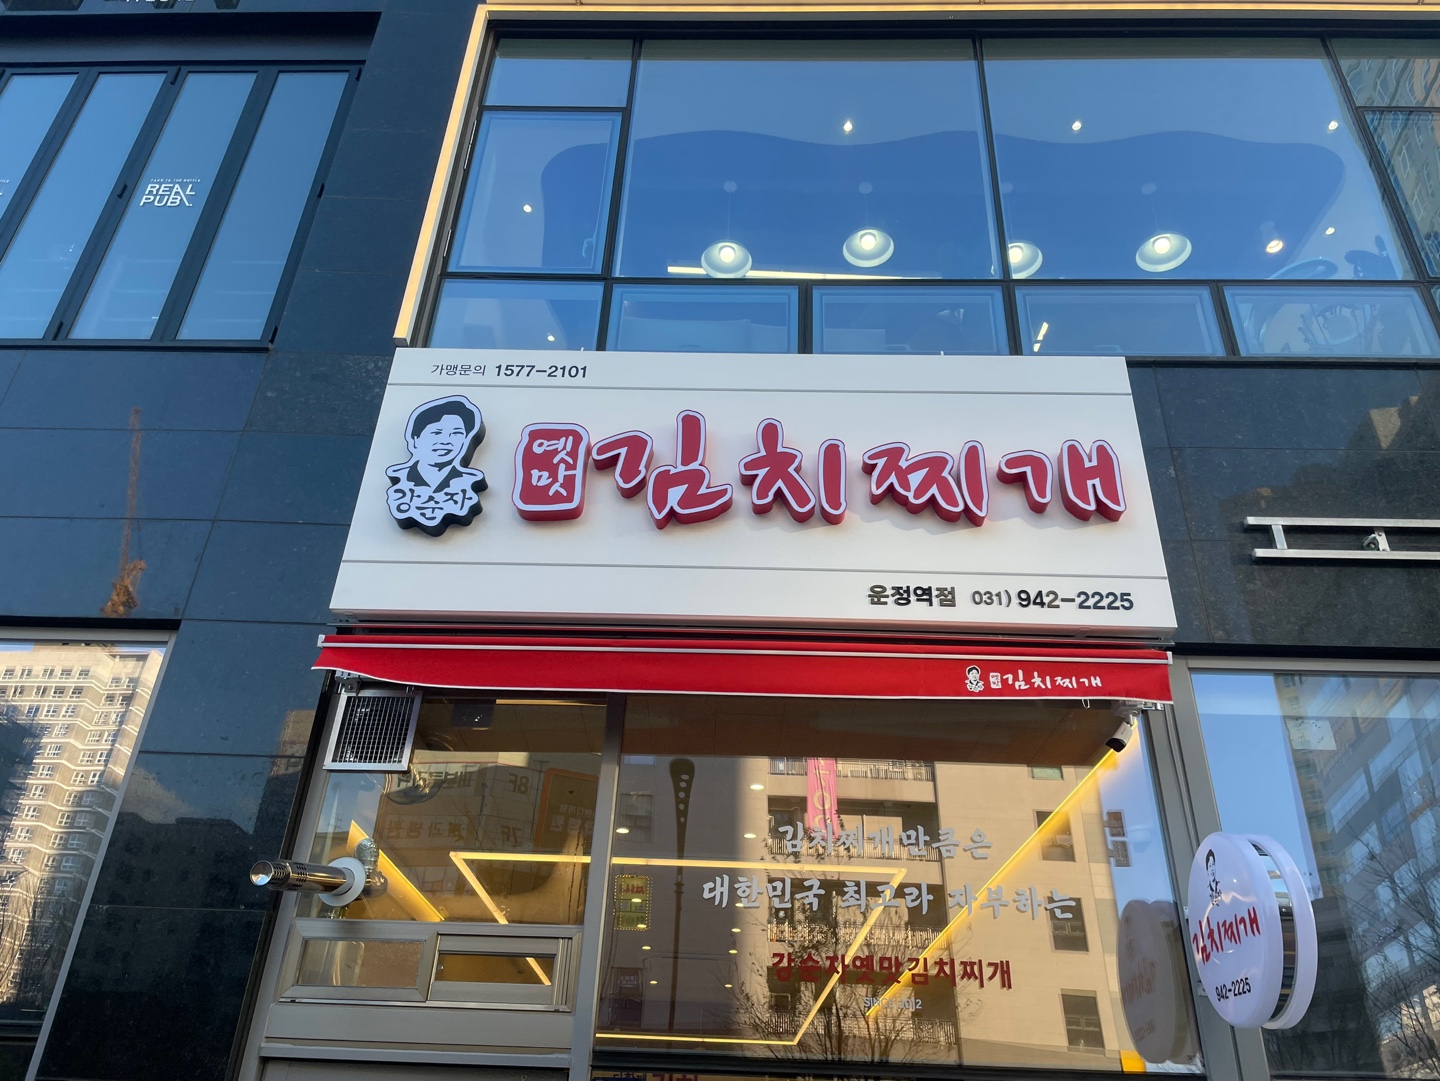 REAL
PUB
가맹문의 1577-2101
강순자
옛맛
김치찌개
운정역점 031) 942-2225
김치찌개
김치찌개만큼은
대한민국 최고라 자부하는
강순자옛맛김치찌개
SINCE 2012
김치찌개
942-2225
8F
7F